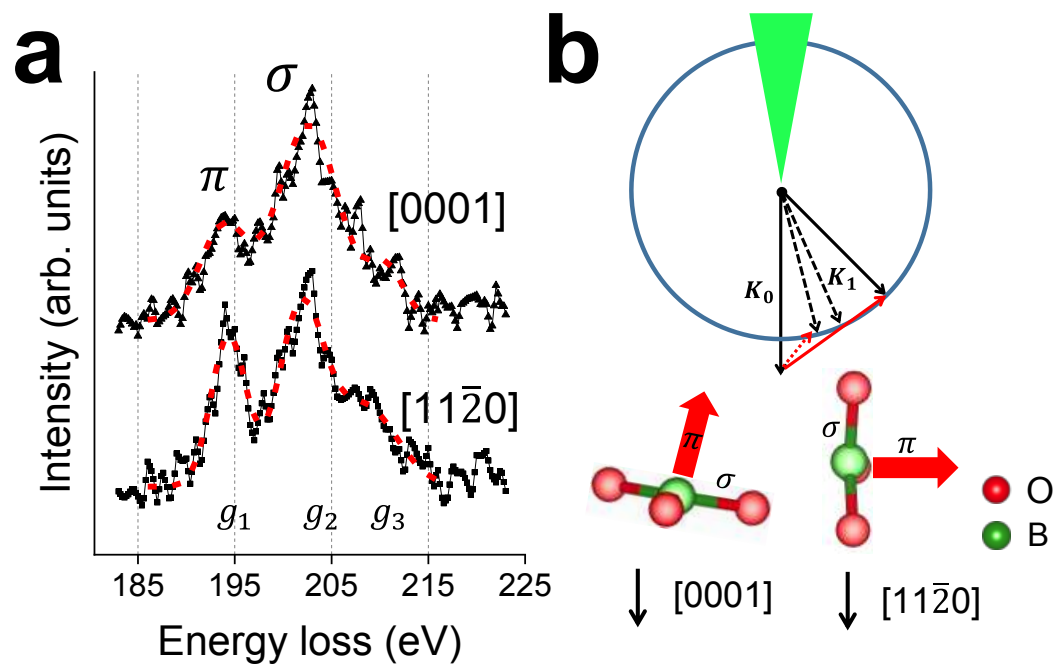 a
Intensity (arb. units)
π
σ
[0001]
[112̅0]
g₁ g₂ g₃
185 195 205 215 225
Energy loss (eV)
b
K₀ K₁
π
σ
σ
π
O
B
[0001]
[112̅0]